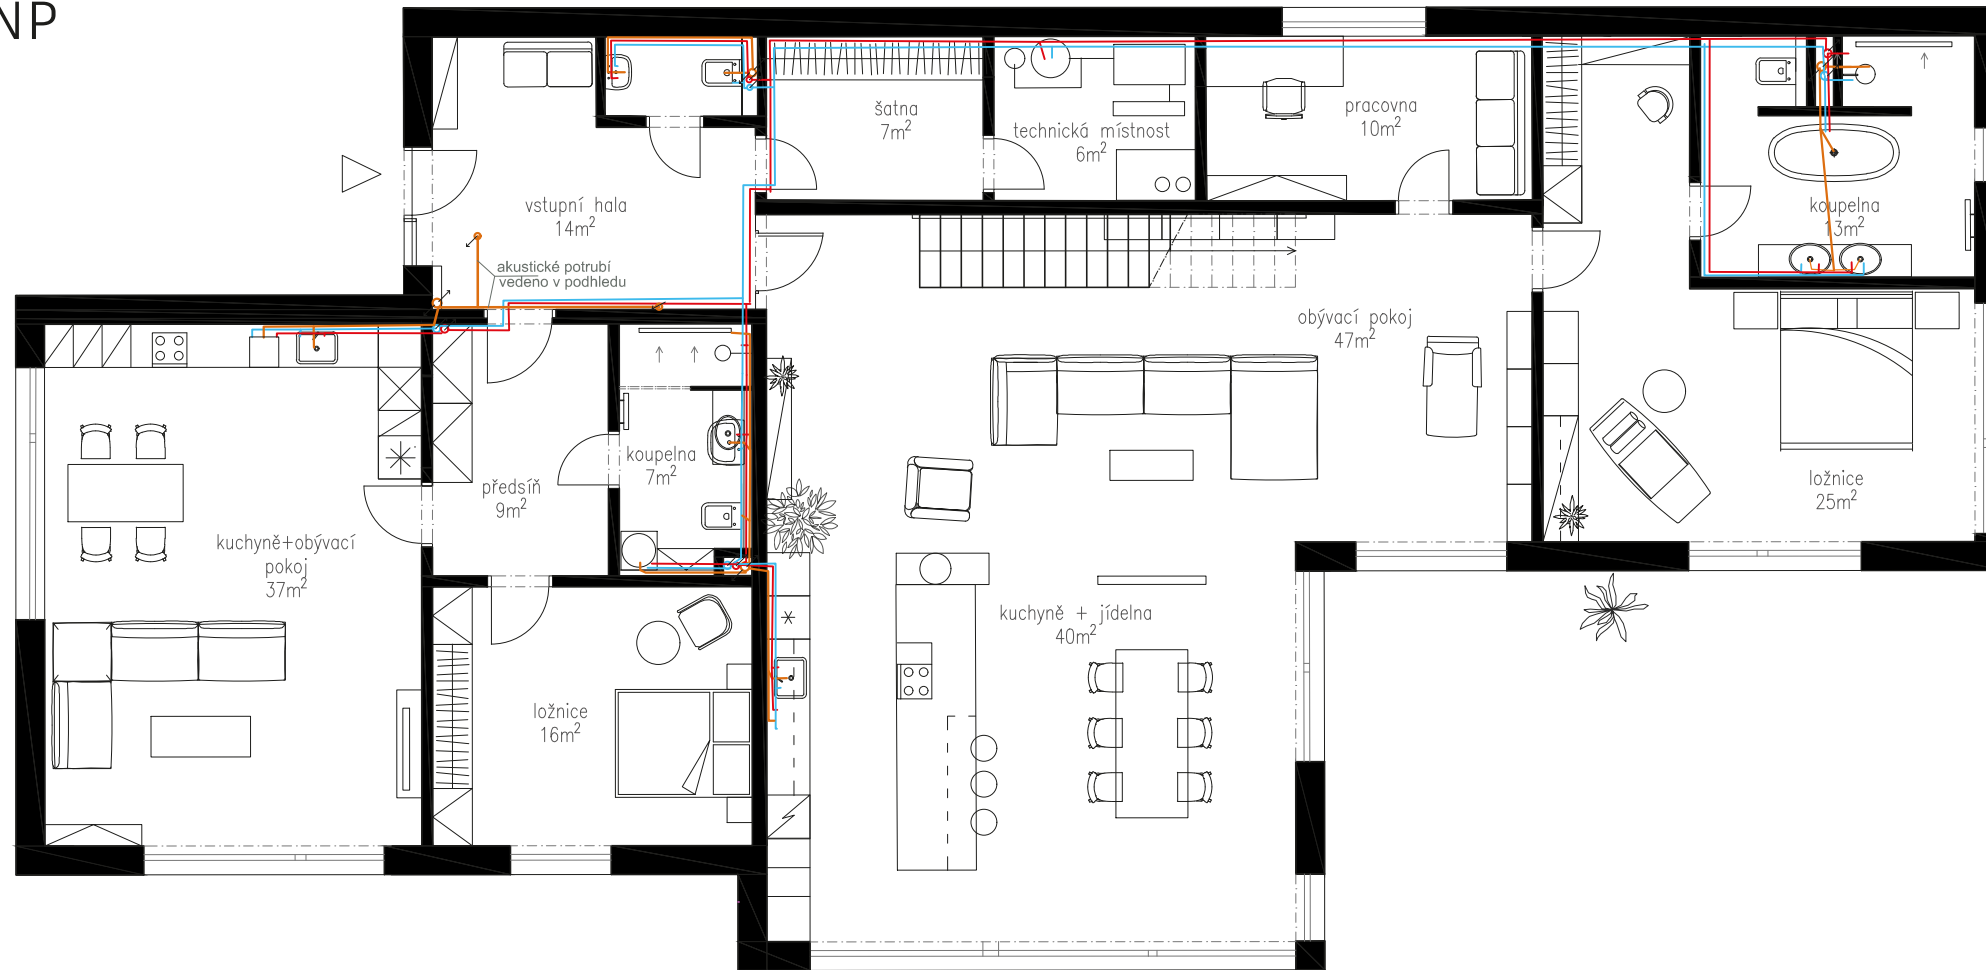 NP
šatna
7m²
technická místnost
6m²
pracovna
10m²
vstupní hala
14m²
koupelna
13m²
akustické potrubí
vedeno v podhledu
obývací pokoj
47m²
koupelna
7m²
předsíň
9m²
ložnice
25m²
kuchyně+obývací
pokoj
37m²
kuchyně + jídelna
40m²
ložnice
16m²